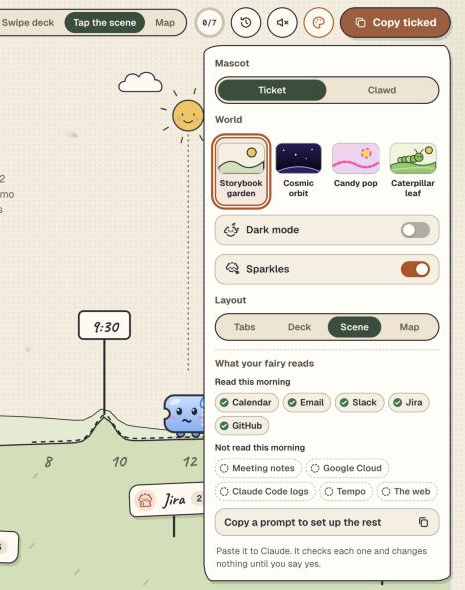 Swipe deck
Tap the scene
Map
0/7
Copy ticked
Mascot
Ticket
Clawd
World
Storybook
garden
Cosmic
orbit
Candy pop
Caterpillar
leaf
Dark mode
Sparkles
Layout
Tabs
Deck
Scene
Map
What your fairy reads
Read this morning
Calendar
Email
Slack
Jira
GitHub
Not read this morning
Meeting notes
Google Cloud
Claude Code logs
Tempo
The web
Copy a prompt to set up the rest
Paste it to Claude. It checks each one and changes
nothing until you say yes.
2
mo
s
9:30
8
10
12
Jira
2